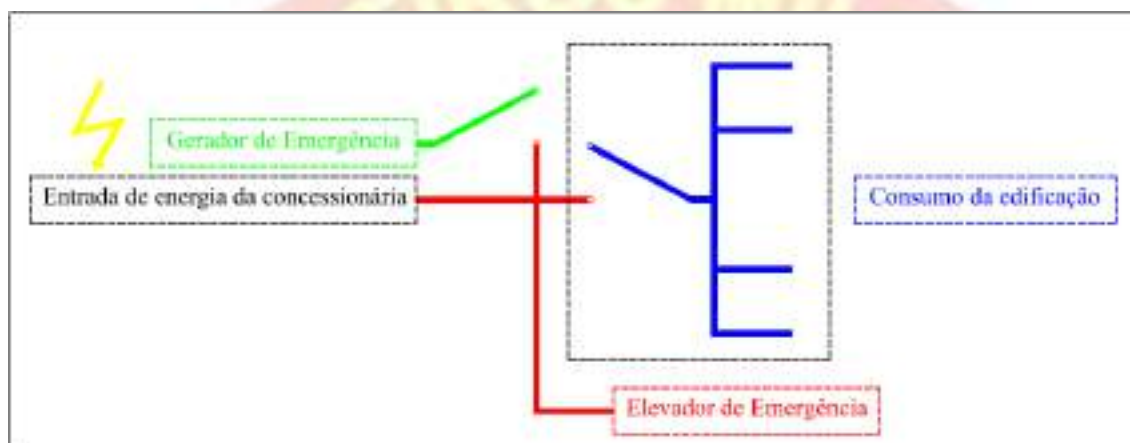 Gerador de Emergência
Entrada de energia da concessionária
Consumo da edificação
Elevador de Emergência